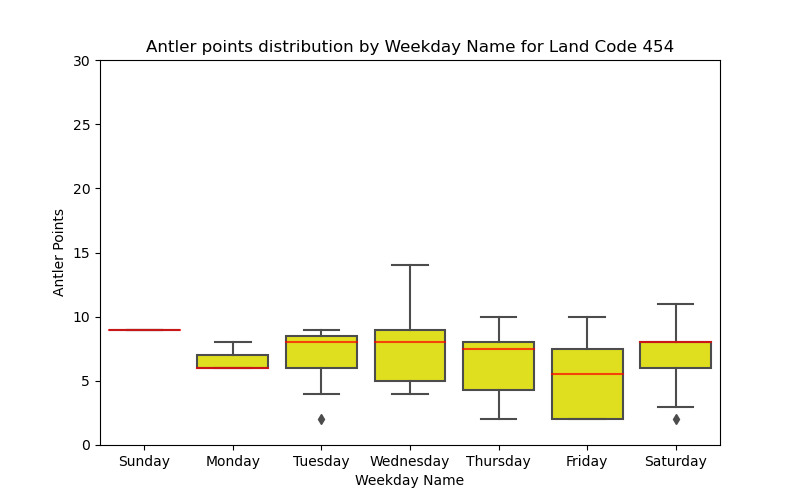 Antler points distribution by Weekday Name for Land Code 454
30
25
20
15
10
5
0
Antler Points
Sunday Monday Tuesday Wednesday Thursday Friday Saturday
Weekday Name